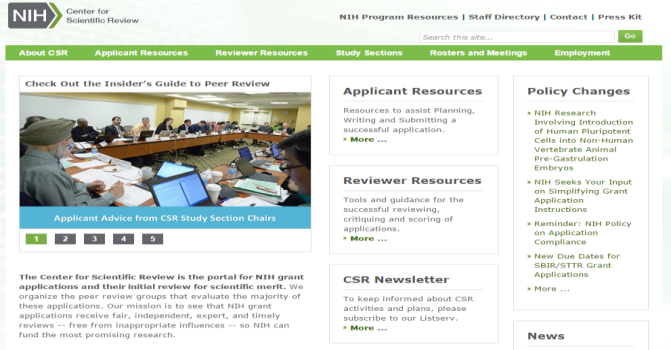 NIH
Center for
Scientific Review
NIH Program Resources | Staff Directory | Contact | Press Kit
Search this site...
Go
About CSR
Applicant Resources
Reviewer Resources
Study Sections
Rosters and Meetings
Employment
Check Out the Insider's Guide to Peer Review
Applicant Advice from CSR Study Section Chairs
1 2 3 4 5
The Center for Scientific Review is the portal for NIH grant
applications and their initial review for scientific merit. We
organize the peer review groups that evaluate the majority of
these applications. Our mission is to see that NIH grant
applications receive fair, independent, expert, and timely
reviews -- free from inappropriate influences -- so NIH can
fund the most promising research.
Applicant Resources
Resources to assist Planning,
Writing and Submitting a
successful application.
» More ...
Reviewer Resources
Tools and guidance for the
successful reviewing,
critiquing and scoring of
applications.
» More ...
CSR Newsletter
To keep informed about CSR
activities and plans, please
subscribe to our Listserv.
» More ...
Policy Changes
» NIH Research
Involving Introduction
of Human Pluripotent
Cells into Non-Human
Vertebrate Animal
Pre-Gastrulation
Embryos
» NIH Seeks Your Input
on Simplifying Grant
Application
Instructions
» Reminder: NIH Policy
on Application
Compliance
» New Due Dates for
SBIR/STTR Grant
Applications
» More ...
News